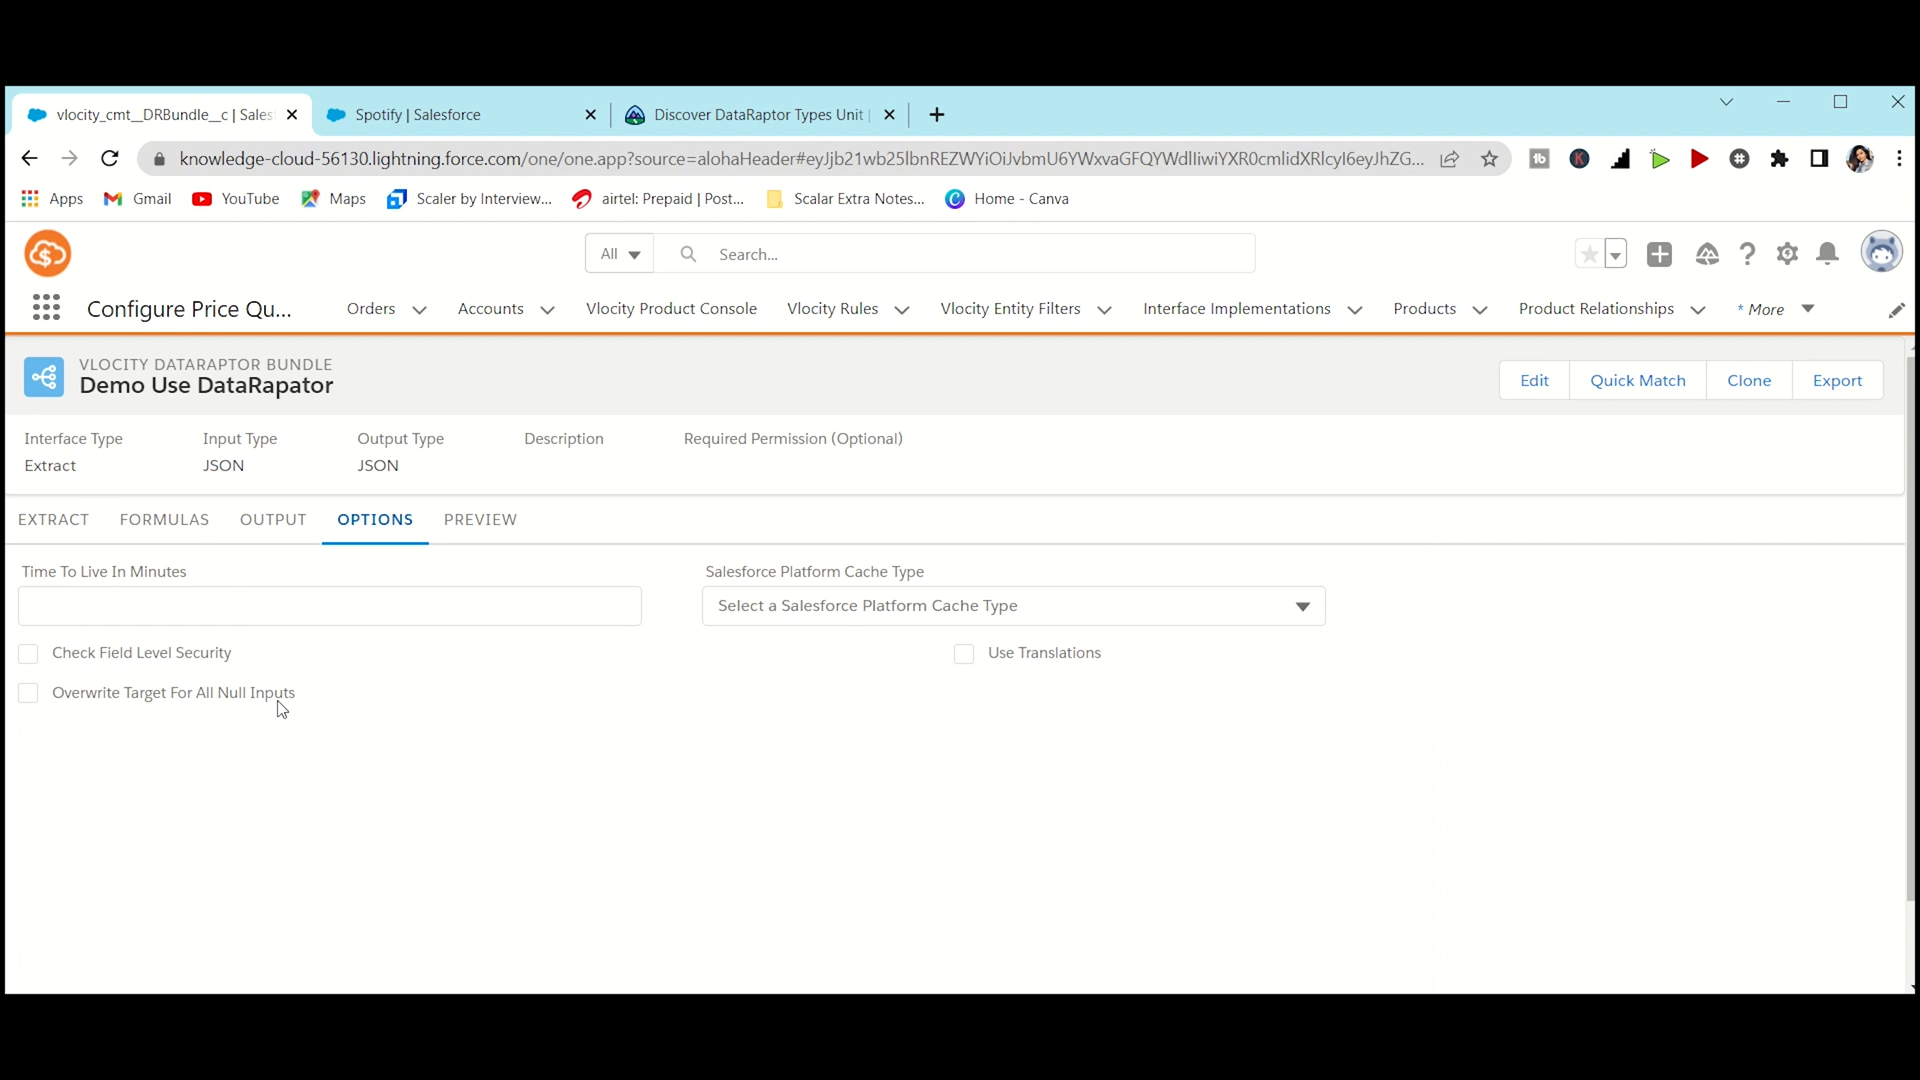 vlocity_cmt__DRBundle__c | Sales
Spotify | Salesforce
Discover DataRaptor Types Unit |
knowledge-cloud-56130.lightning.force.com/one/one.app?source=alohaHeader#eyJjb21wb25lbnREZWYiOiJvbmU6YWxvaGFQYWdlIiwiYXR0cmlidXRlcyI6eyJhZG...
Apps Gmail YouTube Maps Scaler by Interview... airtel: Prepaid | Post... Scalar Extra Notes... Home - Canva
All Search...
Configure Price Qu... Orders Accounts Vlocity Product Console Vlocity Rules Vlocity Entity Filters Interface Implementations Products Product Relationships * More
VLOCITY DATARAPTOR BUNDLE
Demo Use DataRapator
Edit Quick Match Clone Export
Interface Type Input Type Output Type Description Required Permission (Optional)
Extract JSON JSON
EXTRACT FORMULAS OUTPUT OPTIONS PREVIEW
Time To Live In Minutes Salesforce Platform Cache Type
Select a Salesforce Platform Cache Type
Check Field Level Security Use Translations
Overwrite Target For All Null Inputs